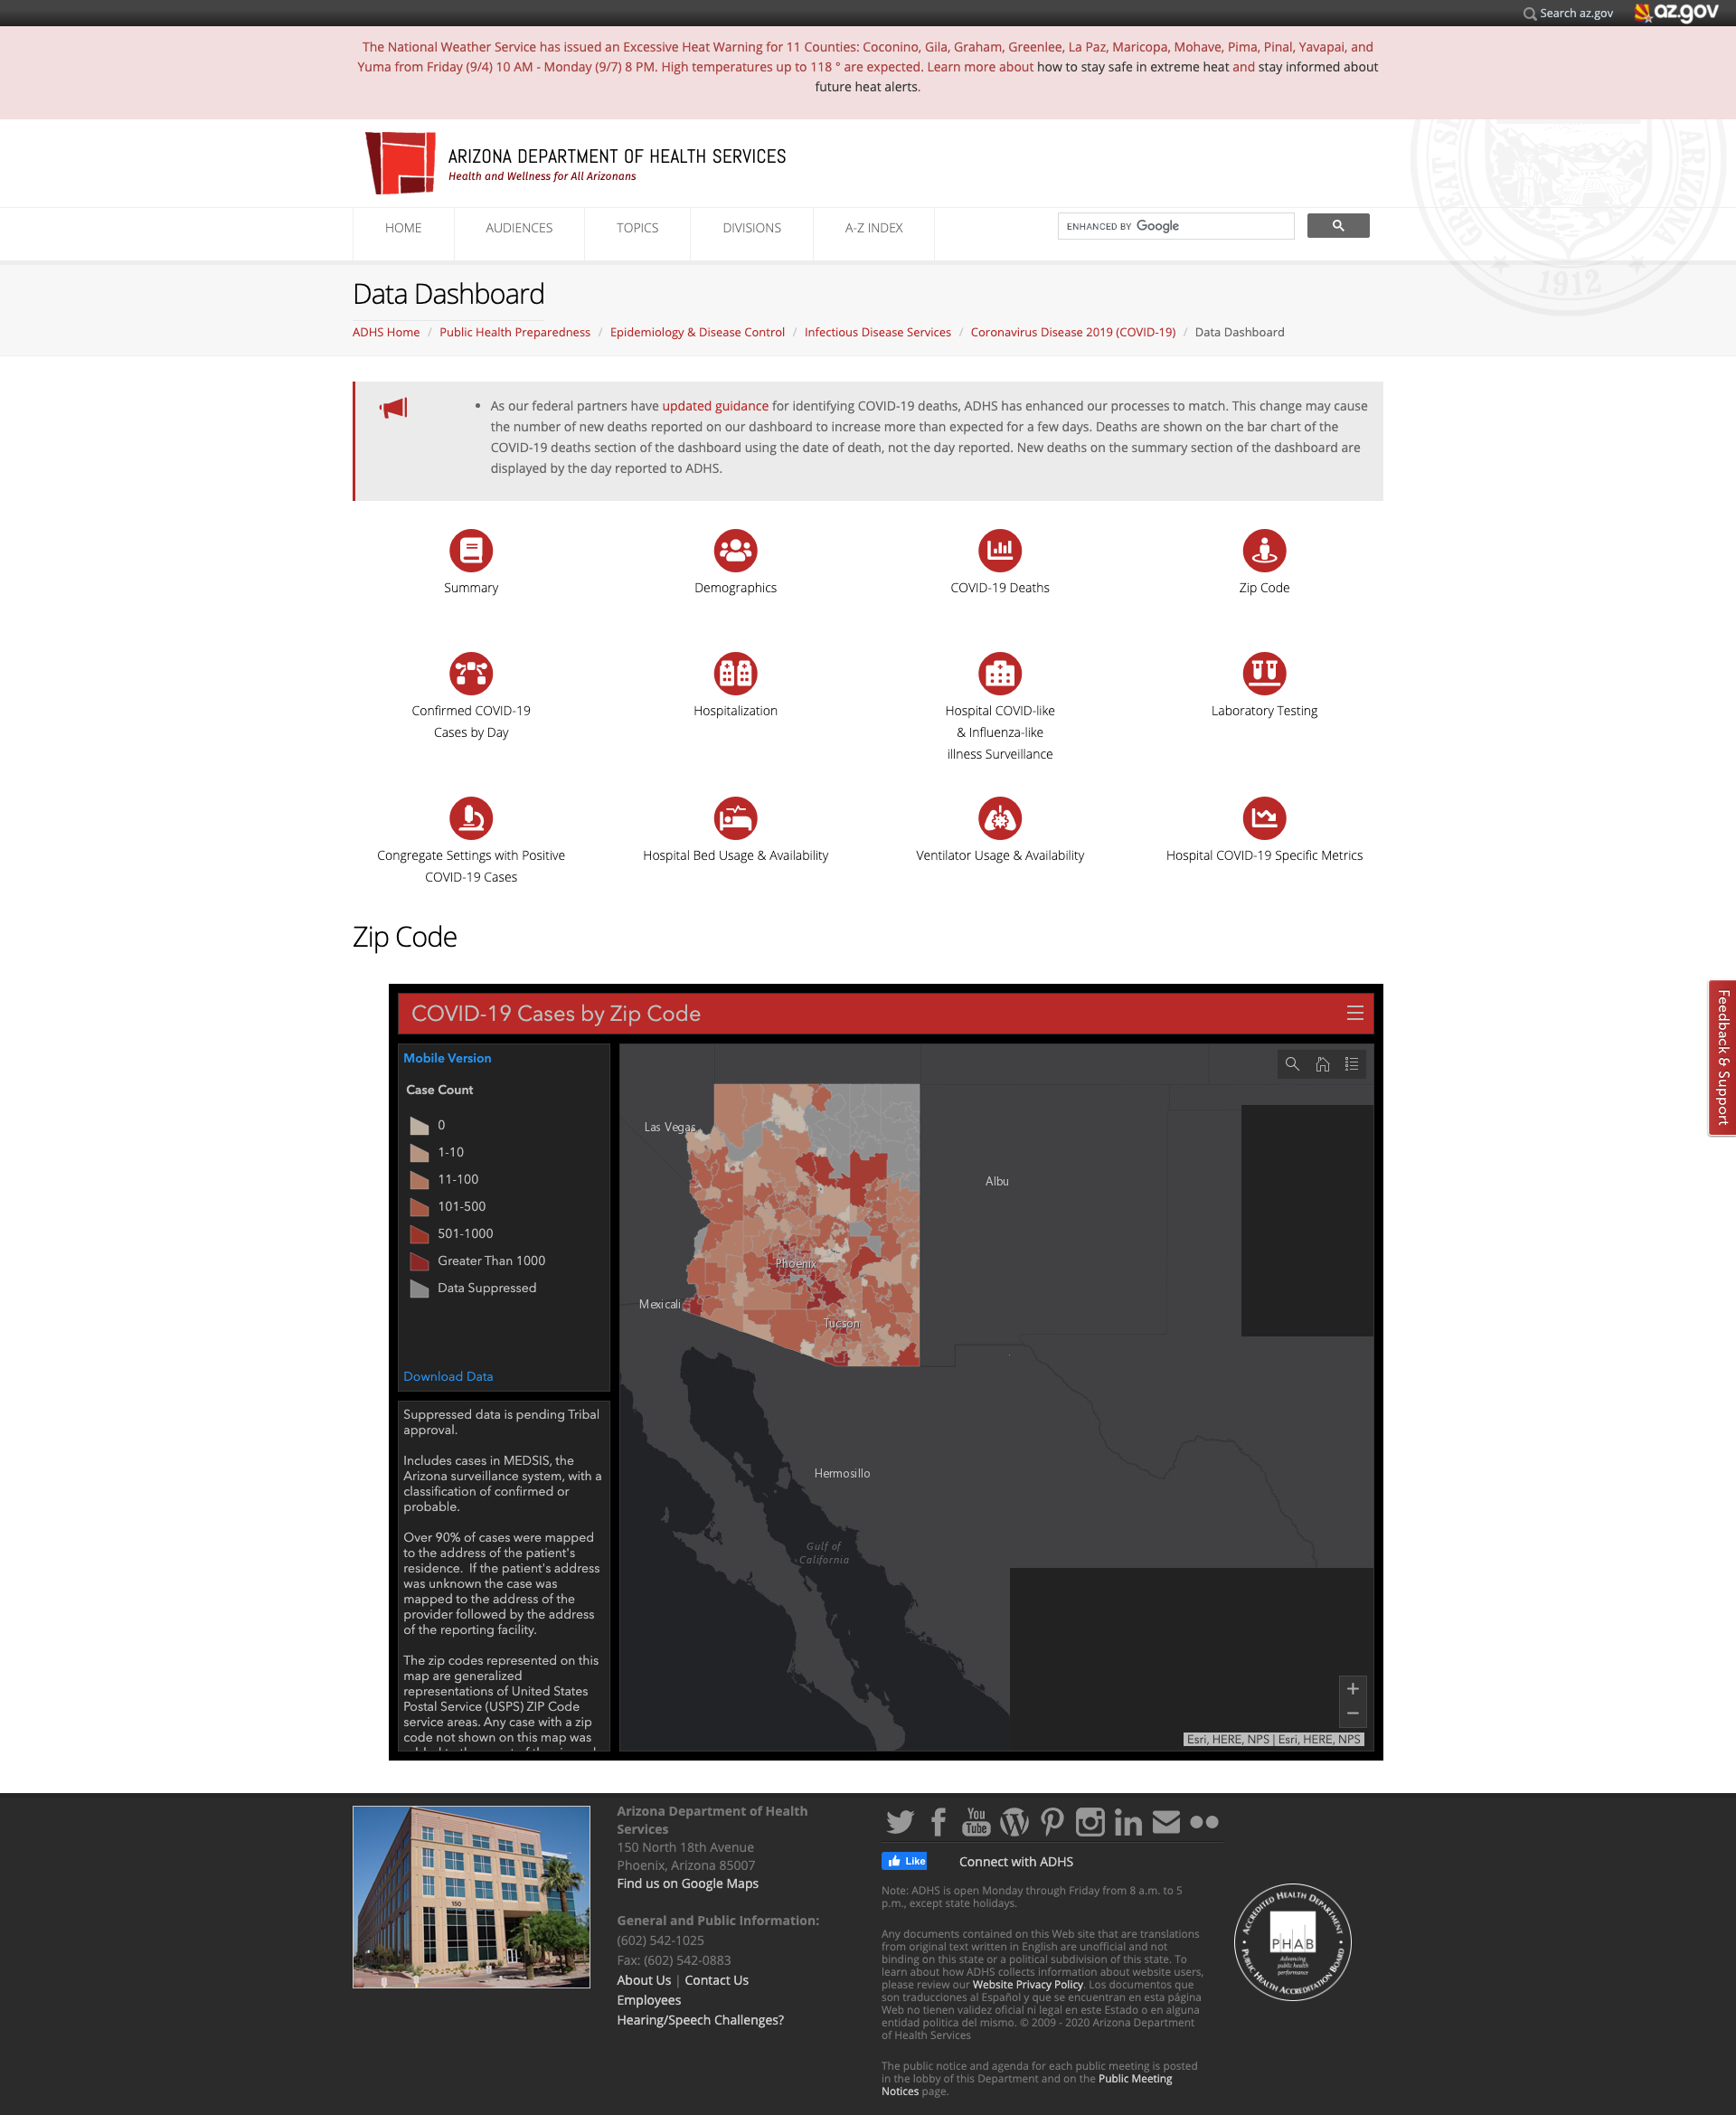 Search az.gov
az.gov
The National Weather Service has issued an Excessive Heat Warning for 11 Counties: Coconino, Gila, Graham, Greenlee, La Paz, Maricopa, Mohave, Pima, Pinal, Yavapai, and
Yuma from Friday (9/4) 10 AM - Monday (9/7) 8 PM. High temperatures up to 118 ° are expected. Learn more about how to stay safe in extreme heat and stay informed about
future heat alerts.
ARIZONA DEPARTMENT OF HEALTH SERVICES
Health and Wellness for All Arizonans
GREAT S
ARIZONA
1912
HOME
AUDIENCES
TOPICS
DIVISIONS
A-Z INDEX
ENHANCED BY Google
Data Dashboard
ADHS Home / Public Health Preparedness / Epidemiology & Disease Control / Infectious Disease Services / Coronavirus Disease 2019 (COVID-19) / Data Dashboard
• As our federal partners have updated guidance for identifying COVID-19 deaths, ADHS has enhanced our processes to match. This change may cause
the number of new deaths reported on our dashboard to increase more than expected for a few days. Deaths are shown on the bar chart of the
COVID-19 deaths section of the dashboard using the date of death, not the day reported. New deaths on the summary section of the dashboard are
displayed by the day reported to ADHS.
Summary
Demographics
COVID-19 Deaths
Zip Code
Confirmed COVID-19
Cases by Day
Hospitalization
Hospital COVID-like
& Influenza-like
illness Surveillance
Laboratory Testing
Congregate Settings with Positive
COVID-19 Cases
Hospital Bed Usage & Availability
Ventilator Usage & Availability
Hospital COVID-19 Specific Metrics
Zip Code
Feedback & Support
COVID-19 Cases by Zip Code
Mobile Version
Case Count
0
1-10
11-100
101-500
501-1000
Greater Than 1000
Data Suppressed
Download Data
Suppressed data is pending Tribal
approval.
Includes cases in MEDSIS, the
Arizona surveillance system, with a
classification of confirmed or
probable.
Over 90% of cases were mapped
to the address of the patient's
residence. If the patient's address
was unknown the case was
mapped to the address of the
provider followed by the address
of the reporting facility.
The zip codes represented on this
map are generalized
representations of United States
Postal Service (USPS) ZIP Code
service areas. Any case with a zip
code not shown on this map was
Las Vegas
Albu
Phoenix
Mexicali
Tucson
Hermosillo
Gulf of
California
+
−
Esri, HERE, NPS | Esri, HERE, NPS
150
Arizona Department of Health
Services
150 North 18th Avenue
Phoenix, Arizona 85007
Find us on Google Maps
General and Public Information:
(602) 542-1025
Fax: (602) 542-0883
About Us | Contact Us
Employees
Hearing/Speech Challenges?
You
Tube
Like
Connect with ADHS
Note: ADHS is open Monday through Friday from 8 a.m. to 5
p.m., except state holidays.
Any documents contained on this Web site that are translations
from original text written in English are unofficial and not
binding on this state or a political subdivision of this state. To
learn about how ADHS collects information about website users,
please review our Website Privacy Policy. Los documentos que
son traducciones al Español y que se encuentran en esta página
Web no tienen validez oficial ni legal en este Estado o en alguna
entidad politica del mismo. © 2009 - 2020 Arizona Department
of Health Services
The public notice and agenda for each public meeting is posted
in the lobby of this Department and on the Public Meeting
Notices page.
ACCREDITED HEALTH DEPARTMENT
PHAB
Advancing
public health
performance
PUBLIC HEALTH ACCREDITATION BOARD